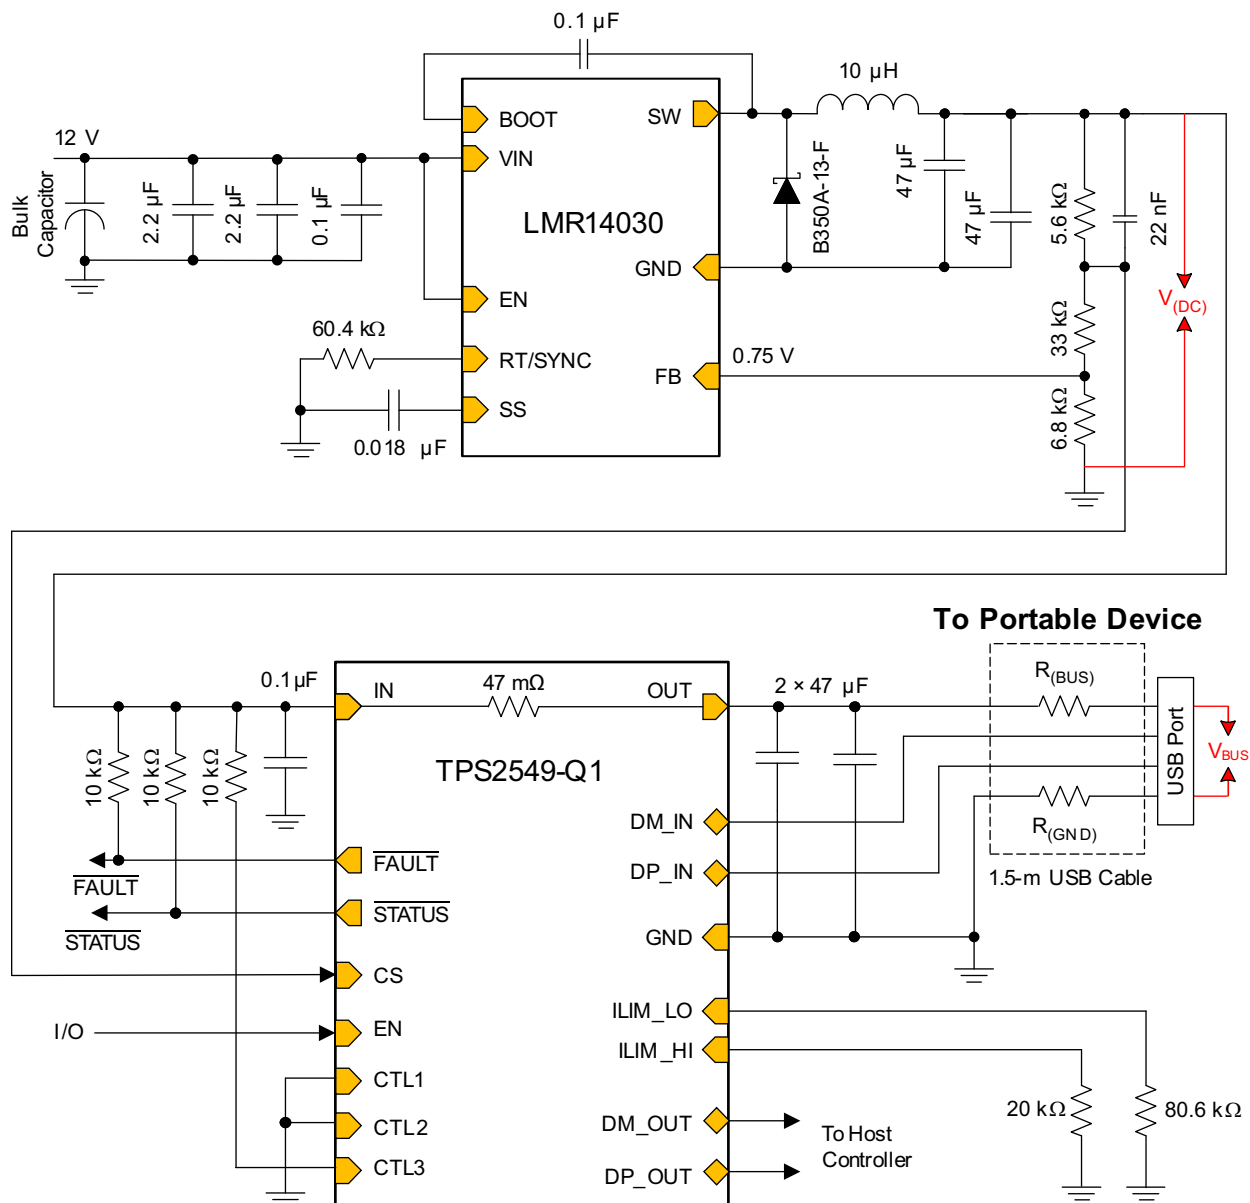 0.1 µF
10 µH
BOOT
SW
12 V
VIN
Bulk
Capacitor
2.2 µF
2.2 µF
0.1 µF
LMR14030
B350A-13-F
47 µF
47 µF
5.6 kΩ
22 nF
GND
V(DC)
EN
33 kΩ
60.4 kΩ
RT/SYNC
0.75 V
FB
SS
6.8 kΩ
0.018 µF
To Portable Device
0.1 µF
IN
47 mΩ
OUT
2 × 47 µF
R(BUS)
USB Port
VBUS
10 kΩ
10 kΩ
10 kΩ
TPS2549-Q1
DM_IN
R(GND)
FAULT
FAULT
DP_IN
1.5-m USB Cable
STATUS
STATUS
GND
CS
ILIM_LO
I/O
EN
ILIM_HI
CTL1
20 kΩ
80.6 kΩ
CTL2
DM_OUT
To Host
Controller
CTL3
DP_OUT